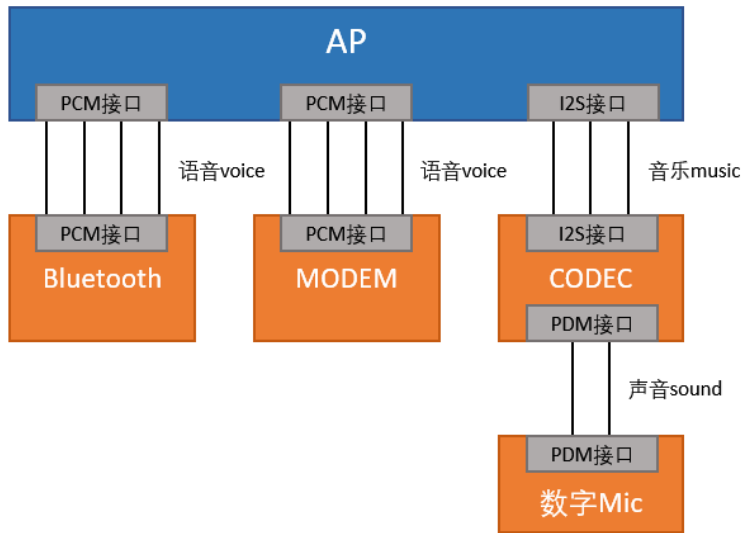 AP
PCM接口
PCM接口
I2S接口
语音voice
语音voice
音乐music
PCM接口
PCM接口
I2S接口
Bluetooth
MODEM
CODEC
PDM接口
声音sound
PDM接口
数字Mic